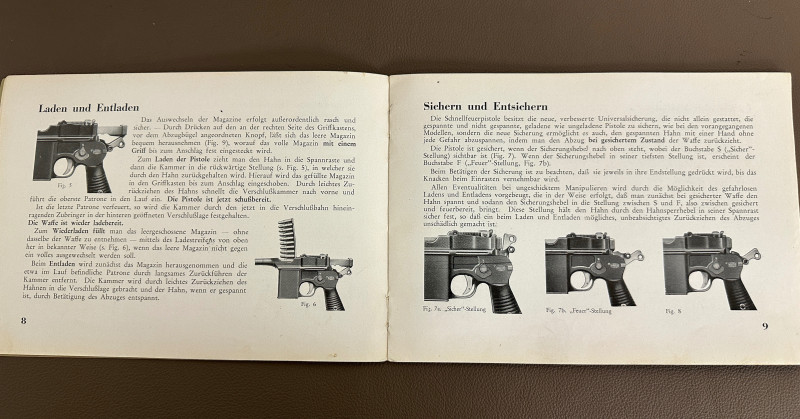 Laden und Entladen
Das Auswechseln der Magazine erfolgt außerordentlich rasch und
sicher. — Durch Drücken auf den an der rechten Seite des Griffkastens,
vor dem Abzugbügel angeordneten Knopf, läßt sich das leere Magazin
bequem herausnehmen (Fig. 9), worauf das volle Magazin mit einem
Griff bis zum Anschlag fest eingesteckt wird.
Zum Laden der Pistole zieht man den Hahn in die Spannraste und
dann die Kammer in die rückwärtige Stellung (s. Fig. 5), in welcher sie
durch den Hahn zurückgehalten wird. Hierauf wird das gefüllte Magazin
in den Griffkasten bis zum Anschlag eingeschoben. Durch leichtes Zu-
rückziehen des Hahns schnellt die Verschlußkammer nach vorne und
führt die oberste Patrone in den Lauf ein. Die Pistole ist jetzt schußbereit.
Fig. 5
Ist die letzte Patrone verfeuert, so wird die Kammer durch den jetzt in die Verschlußbahn hinein-
ragenden Zubringer in der hinteren geöffneten Verschlußlage festgehalten.
Die Waffe ist wieder ladebereit.
Zum Wiederladen füllt man das leergeschossene Magazin — ohne
dasselbe der Waffe zu entnehmen — mittels des Ladestreifens von oben
her in bekannter Weise (s. Fig. 6), wenn das leere Magazin nicht gegen
ein volles ausgewechselt werden soll.
Beim Entladen wird zunächst das Magazin herausgenommen und die
etwa im Lauf befindliche Patrone durch langsames Zurückführen der
Kammer entfernt. Die Kammer wird durch leichtes Zurückziehen des
Hahnen in die Verschlußlage gebracht und der Hahn, wenn er gespannt
ist, durch Betätigung des Abzuges entspannt.
Fig. 6
8
Sichern und Entsichern
Die Schnellfeuerpistole besitzt die neue, verbesserte Universalsicherung, die nicht allein gestattet, die
gespannte und nicht gespannte, geladene wie ungeladene Pistole zu sichern, wie bei den vorangegangenen
Modellen, sondern die neue Sicherung ermöglicht es auch, den gespannten Hahn mit einer Hand ohne
jede Gefahr abzuspannen, indem man den Abzug bei gesichertem Zustand der Waffe zurückzieht.
Die Pistole ist gesichert, wenn der Sicherungshebel nach oben steht, wobei der Buchstabe S („Sicher"-
Stellung) sichtbar ist (Fig. 7). Wenn der Sicherungshebel in seiner tiefsten Stellung ist, erscheint der
Buchstabe F („Feuer"-Stellung, Fig. 7b).
Beim Betätigen der Sicherung ist zu beachten, daß sie jeweils in ihre Endstellung gedrückt wird, bis das
Knacken beim Einrasten vernehmbar wird.
Allen Eventualitäten bei ungeschicktem Manipulieren wird durch die Möglichkeit des gefahrlosen
Ladens und Entladens vorgebeugt, die in der Weise erfolgt, daß man zunächst bei gesicherter Waffe den
Hahn spannt und sodann den Sicherungshebel in die Stellung zwischen S und F, also zwischen gesichert
und feuerbereit, bringt. Diese Stellung hält den Hahn durch den Hahnsperrhebel in seiner Spannrast
sicher fest, so daß ein beim Laden und Entladen mögliches, unbeabsichtigtes Zurückziehen des Abzuges
unschädlich gemacht ist.
Fig. 7a. „Sicher"-Stellung
Fig. 7b. „Feuer"-Stellung
Fig. 8
9